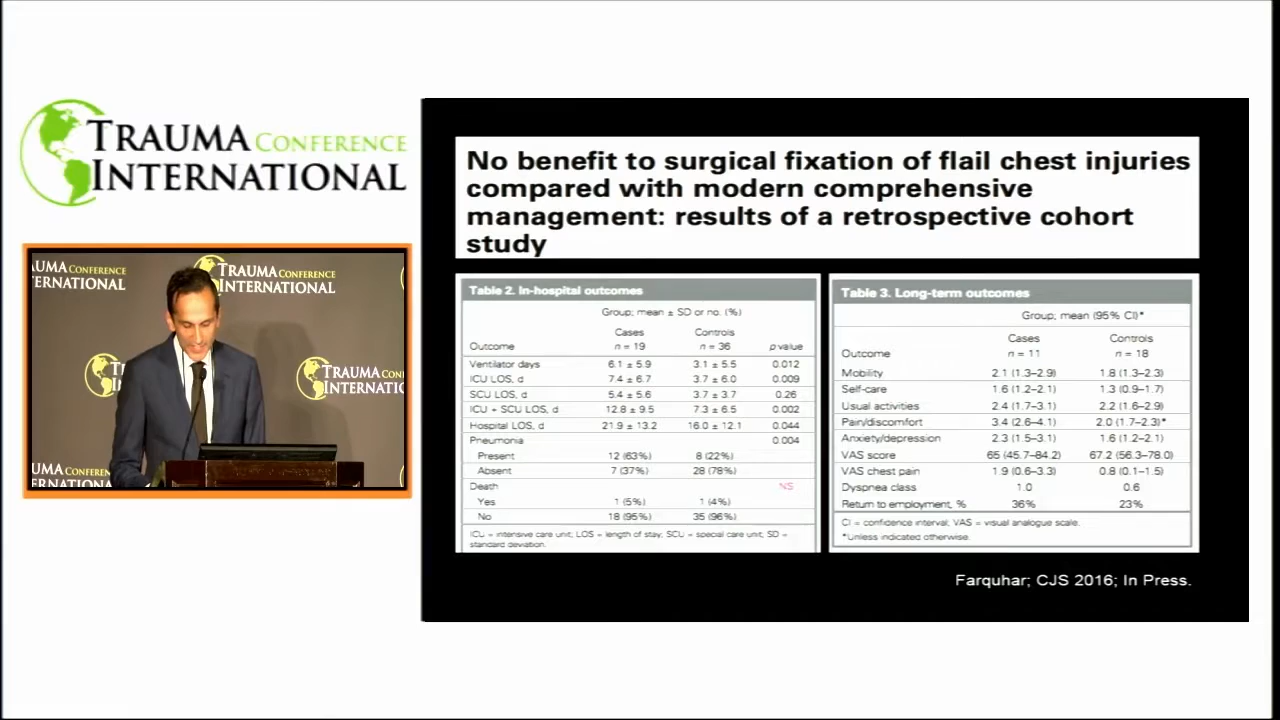 TRAUMA CONFERENCE
INTERNATIONAL
UMA CONFERENCE
ERNATIONAL
TRAUMA CONFERENCE
INTERNATIONAL
TRAUMA
INTERNATIO
UMA CONFERENCE
TERNATIONAL
No benefit to surgical fixation of flail chest injuries
compared with modern comprehensive
management: results of a retrospective cohort
study
Table 2. In-hospital outcomes
Group; mean ± SD or no. (%)
Cases Controls
Outcome n = 19 n = 36 p value
Ventilator days 6.1 ± 5.9 3.1 ± 5.5 0.012
ICU LOS, d 7.4 ± 6.7 3.7 ± 6.0 0.009
SCU LOS, d 5.4 ± 5.6 3.7 ± 3.7 0.26
ICU + SCU LOS, d 12.8 ± 9.5 7.3 ± 6.5 0.002
Hospital LOS, d 21.9 ± 13.2 16.0 ± 12.1 0.044
Pneumonia 0.004
Present 12 (63%) 8 (22%)
Absent 7 (37%) 28 (78%)
Death NS
Yes 1 (5%) 1 (4%)
No 18 (95%) 35 (96%)
ICU = intensive care unit; LOS = length of stay; SCU = special care unit; SD =
standard deviation.
Table 3. Long-term outcomes
Group; mean (95% CI)*
Cases Controls
Outcome n = 11 n = 18
Mobility 2.1 (1.3–2.9) 1.8 (1.3–2.3)
Self-care 1.6 (1.2–2.1) 1.3 (0.9–1.7)
Usual activities 2.4 (1.7–3.1) 2.2 (1.6–2.9)
Pain/discomfort 3.4 (2.6–4.1) 2.0 (1.7–2.3)*
Anxiety/depression 2.3 (1.5–3.1) 1.6 (1.2–2.1)
VAS score 65 (45.7–84.2) 67.2 (56.3–78.0)
VAS chest pain 1.9 (0.6–3.3) 0.8 (0.1–1.5)
Dyspnea class 1.0 0.6
Return to employment, % 36% 23%
CI = confidence interval; VAS = visual analogue scale.
*Unless indicated otherwise.
Farquhar; CJS 2016; In Press.